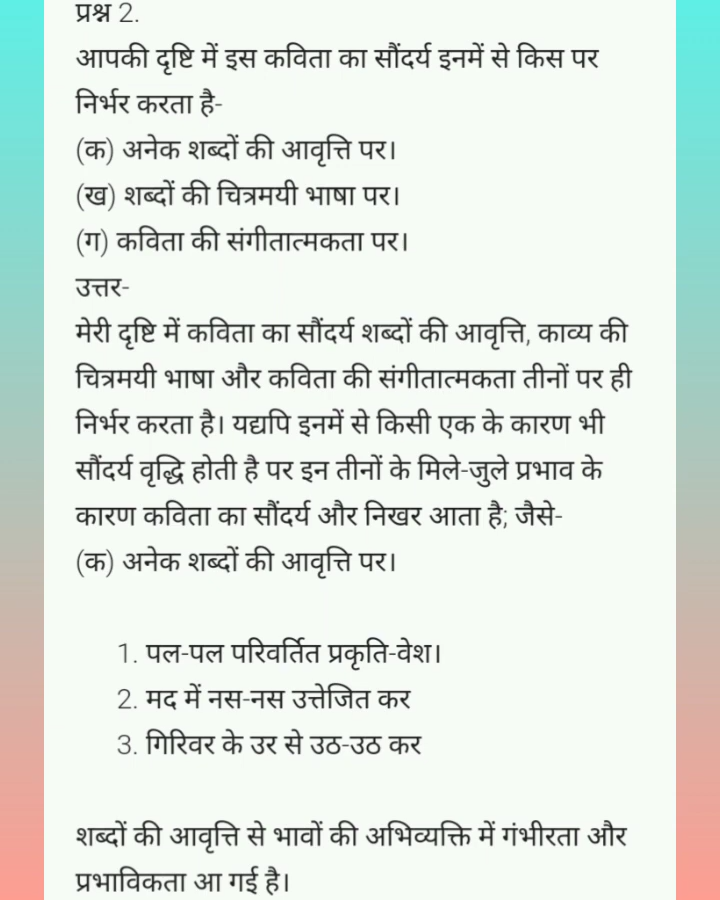 प्रश्न 2.
आपकी दृष्टि में इस कविता का सौंदर्य इनमें से किस पर
निर्भर करता है-
(क) अनेक शब्दों की आवृत्ति पर।
(ख) शब्दों की चित्रमयी भाषा पर।
(ग) कविता की संगीतात्मकता पर।
उत्तर-
मेरी दृष्टि में कविता का सौंदर्य शब्दों की आवृत्ति, काव्य की
चित्रमयी भाषा और कविता की संगीतात्मकता तीनों पर ही
निर्भर करता है। यद्यपि इनमें से किसी एक के कारण भी
सौंदर्य वृद्धि होती है पर इन तीनों के मिले-जुले प्रभाव के
कारण कविता का सौंदर्य और निखर आता है; जैसे-
(क) अनेक शब्दों की आवृत्ति पर।
1. पल-पल परिवर्तित प्रकृति-वेश।
2. मद में नस-नस उत्तेजित कर
3. गिरिवर के उर से उठ-उठ कर
शब्दों की आवृत्ति से भावों की अभिव्यक्ति में गंभीरता और
प्रभाविकता आ गई है।